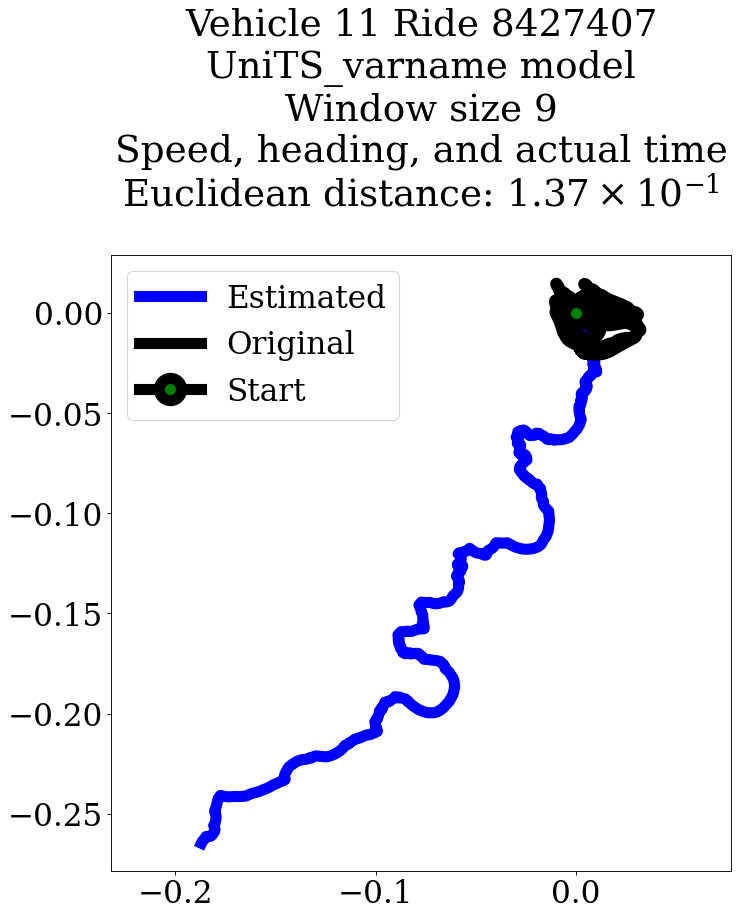 Vehicle 11 Ride 8427407
UniTS_varname model
Window size 9
Speed, heading, and actual time
Euclidean distance: 1.37 × 10⁻¹
Estimated
Original
Start
0.00
−0.05
−0.10
−0.15
−0.20
−0.25
−0.2 −0.1 0.0